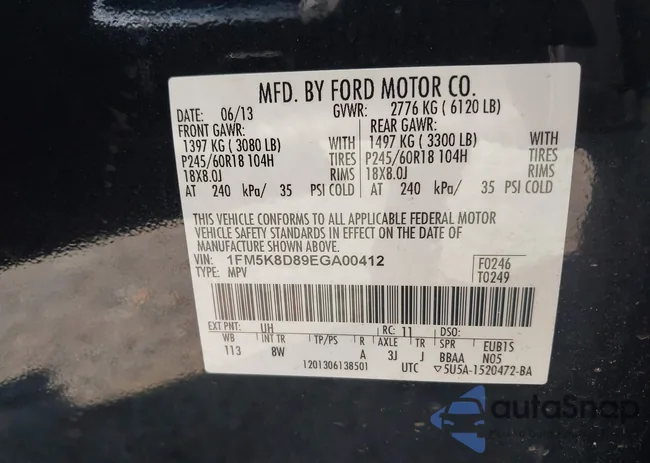 MFD. BY FORD MOTOR CO.
DATE: 06/13 GVWR: 2776 KG ( 6120 LB)
FRONT GAWR: REAR GAWR:
1397 KG ( 3080 LB) WITH 1497 KG ( 3300 LB) WITH
P245/60R18 104H TIRES P245/60R18 104H TIRES
18X8.0J RIMS 18X8.0J RIMS
AT 240 kPa/ 35 PSI COLD AT 240 kPa/ 35 PSI COLD
THIS VEHICLE CONFORMS TO ALL APPLICABLE FEDERAL MOTOR
VEHICLE SAFETY STANDARDS IN EFFECT ON THE DATE OF
MANUFACTURE SHOWN ABOVE.
VIN: 1FM5K8D89EGA00412 F0246
TYPE: MPV T0249
EXT PNT: UH RC: 11 DSO:
WB INT TR TP/PS R AXLE TR SPR EUB1S
113 8W A 3J J BBAA N05
1201306138501 UTC ▽5U5A-1520472-BA
autoSnap